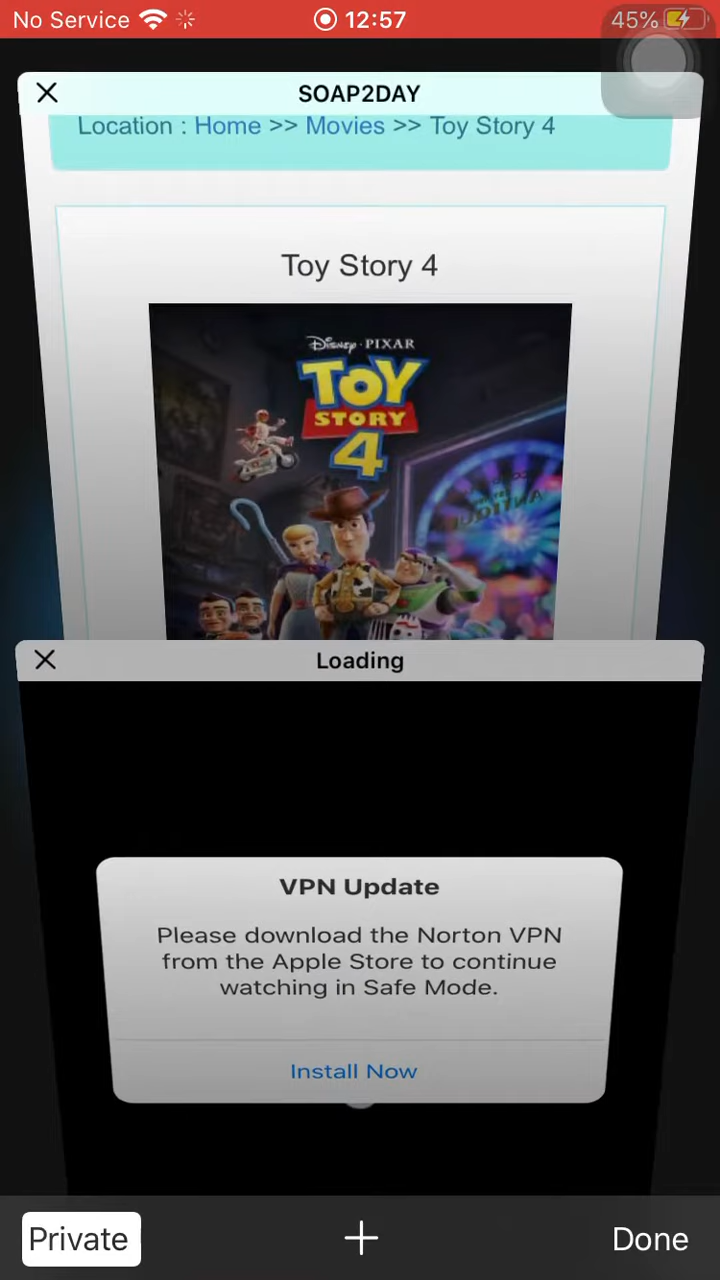 No Service 12:57 45%
SOAP2DAY
Location : Home >> Movies >> Toy Story 4
Toy Story 4
Disney · PIXAR
TOY
STORY
4
Loading
VPN Update
Please download the Norton VPN
from the Apple Store to continue
watching in Safe Mode.
Install Now
Private
Done